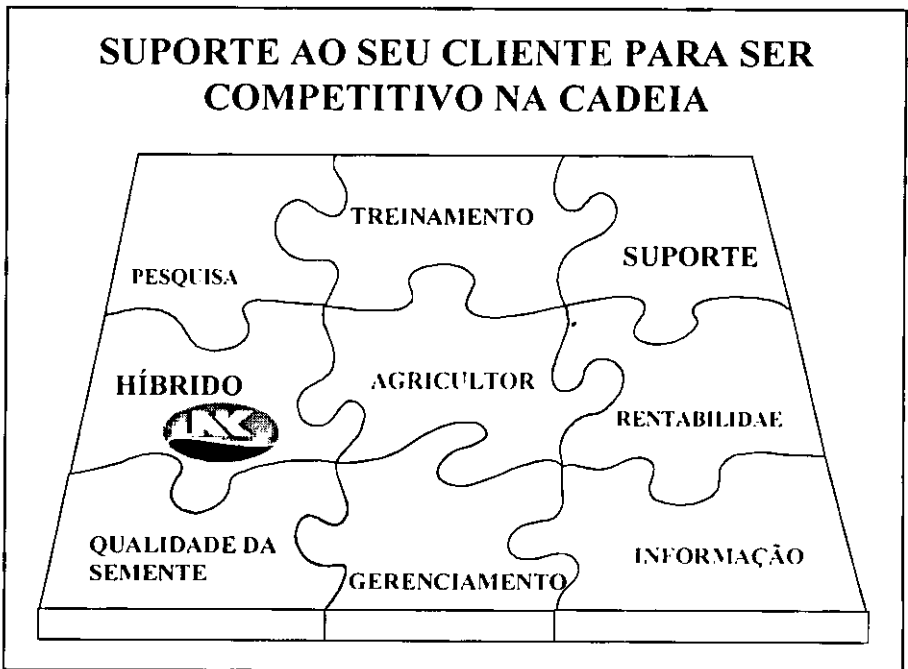 SUPORTE AO SEU CLIENTE PARA SER
COMPETITIVO NA CADEIA
TREINAMENTO
SUPORTE
PESQUISA
HÍBRIDO
NK
AGRICULTOR
RENTABILIDAE
QUALIDADE DA
SEMENTE
GERENCIAMENTO
INFORMAÇÃO